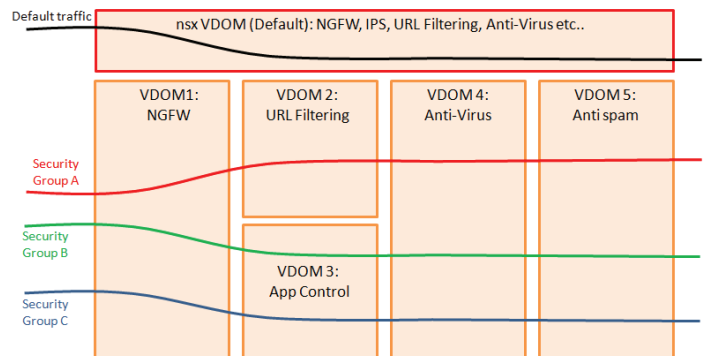 Default traffic
nsx VDOM (Default): NGFW, IPS, URL Filtering, Anti-Virus etc..
VDOM1:
NGFW
VDOM 2:
URL Filtering
VDOM 4:
Anti-Virus
VDOM 5:
Anti spam
Security
Group A
Security
Group B
VDOM 3:
App Control
Security
Group C